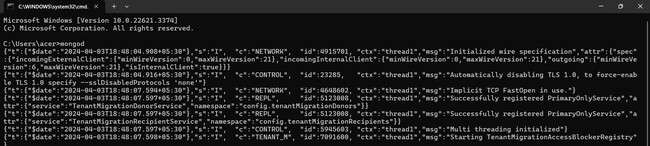 C:\WINDOWS\system32\cmd.
Microsoft Windows [Version 10.0.22621.3374]
(c) Microsoft Corporation. All rights reserved.
C:\Users\acer>mongod
{"t":{"$date":"2024-04-03T18:48:04.908+05:30"},"s":"I",  "c":"NETWORK",  "id":4915701, "ctx":"thread1","msg":"Initialized wire specification","attr":{"spec
":{"incomingExternalClient":{"minWireVersion":0,"maxWireVersion":21},"incomingInternalClient":{"minWireVersion":0,"maxWireVersion":21},"outgoing":{"minWireVe
rsion":6,"maxWireVersion":21},"isInternalClient":true}}}
{"t":{"$date":"2024-04-03T18:48:04.916+05:30"},"s":"I",  "c":"CONTROL",  "id":23285,   "ctx":"thread1","msg":"Automatically disabling TLS 1.0, to force-enab
le TLS 1.0 specify --sslDisabledProtocols 'none'"}
{"t":{"$date":"2024-04-03T18:48:07.594+05:30"},"s":"I",  "c":"NETWORK",  "id":4648602, "ctx":"thread1","msg":"Implicit TCP FastOpen in use."}
{"t":{"$date":"2024-04-03T18:48:07.597+05:30"},"s":"I",  "c":"REPL",     "id":5123008, "ctx":"thread1","msg":"Successfully registered PrimaryOnlyService","a
ttr":{"service":"TenantMigrationDonorService","namespace":"config.tenantMigrationDonors"}}
{"t":{"$date":"2024-04-03T18:48:07.597+05:30"},"s":"I",  "c":"REPL",     "id":5123008, "ctx":"thread1","msg":"Successfully registered PrimaryOnlyService","a
ttr":{"service":"TenantMigrationRecipientService","namespace":"config.tenantMigrationRecipients"}}
{"t":{"$date":"2024-04-03T18:48:07.597+05:30"},"s":"I",  "c":"CONTROL",  "id":5945603, "ctx":"thread1","msg":"Multi threading initialized"}
{"t":{"$date":"2024-04-03T18:48:07.598+05:30"},"s":"I",  "c":"TENANT_M", "id":7091600, "ctx":"thread1","msg":"Starting TenantMigrationAccessBlockerRegistry"